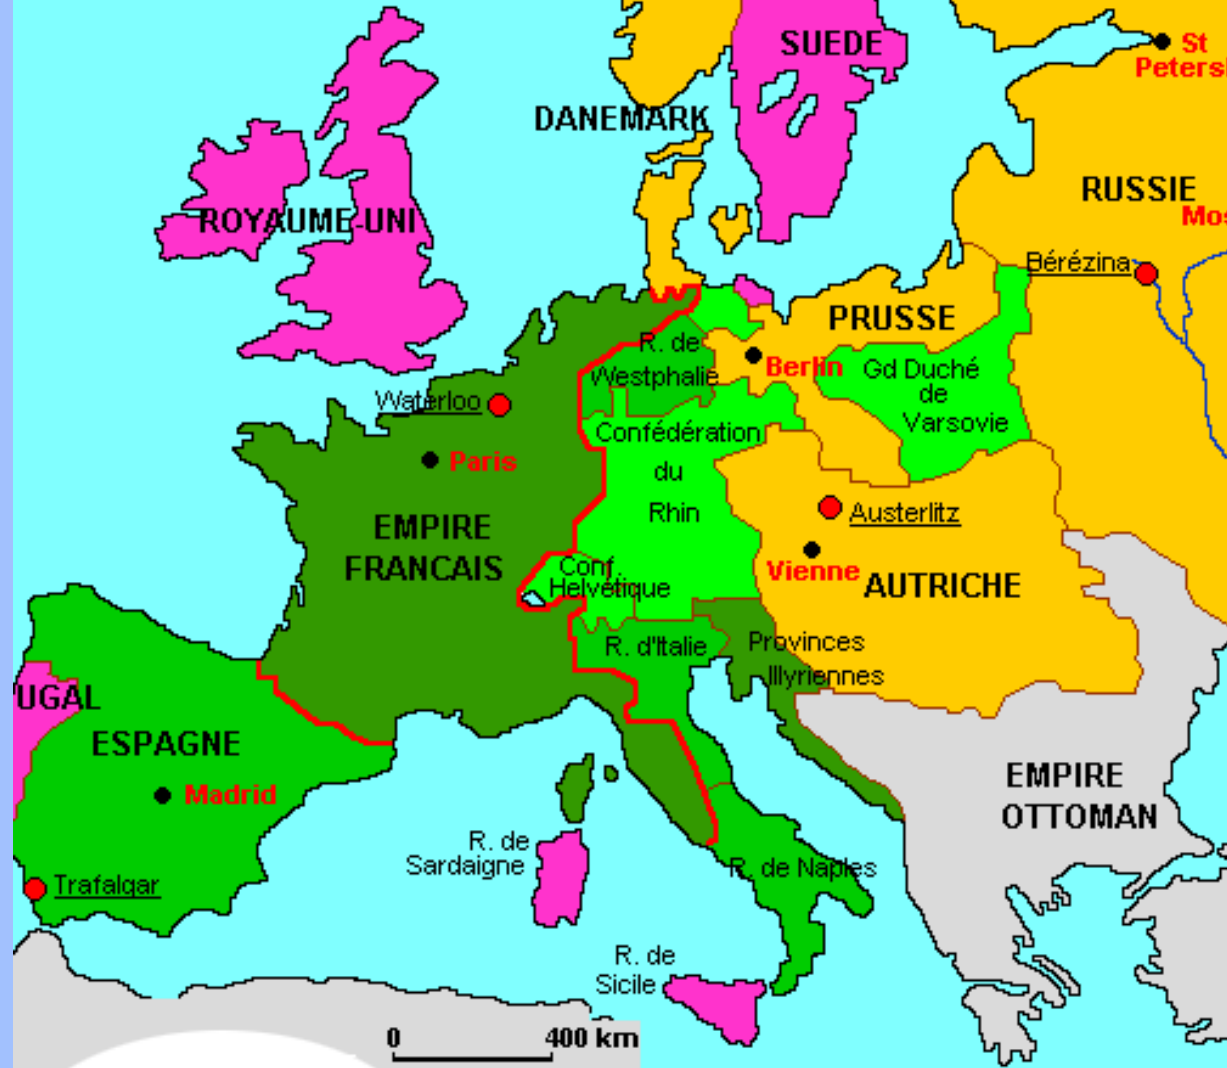 SUEDE
St
Petersb
DANEMARK
RUSSIE
Mos
ROYAUME-UNI
Bérézina
PRUSSE
R. de
Westphalie
Berlin
Gd Duché
de
Varsovie
Waterloo
Confédération
du
Rhin
Paris
Austerlitz
EMPIRE
FRANCAIS
Vienne
AUTRICHE
Conf.
Helvétique
R. d'Italie
Provinces
Illyriennes
UGAL
ESPAGNE
Madrid
EMPIRE
OTTOMAN
R. de
Sardaigne
R. de Naples
Trafalgar
R. de
Sicile
0 400 km